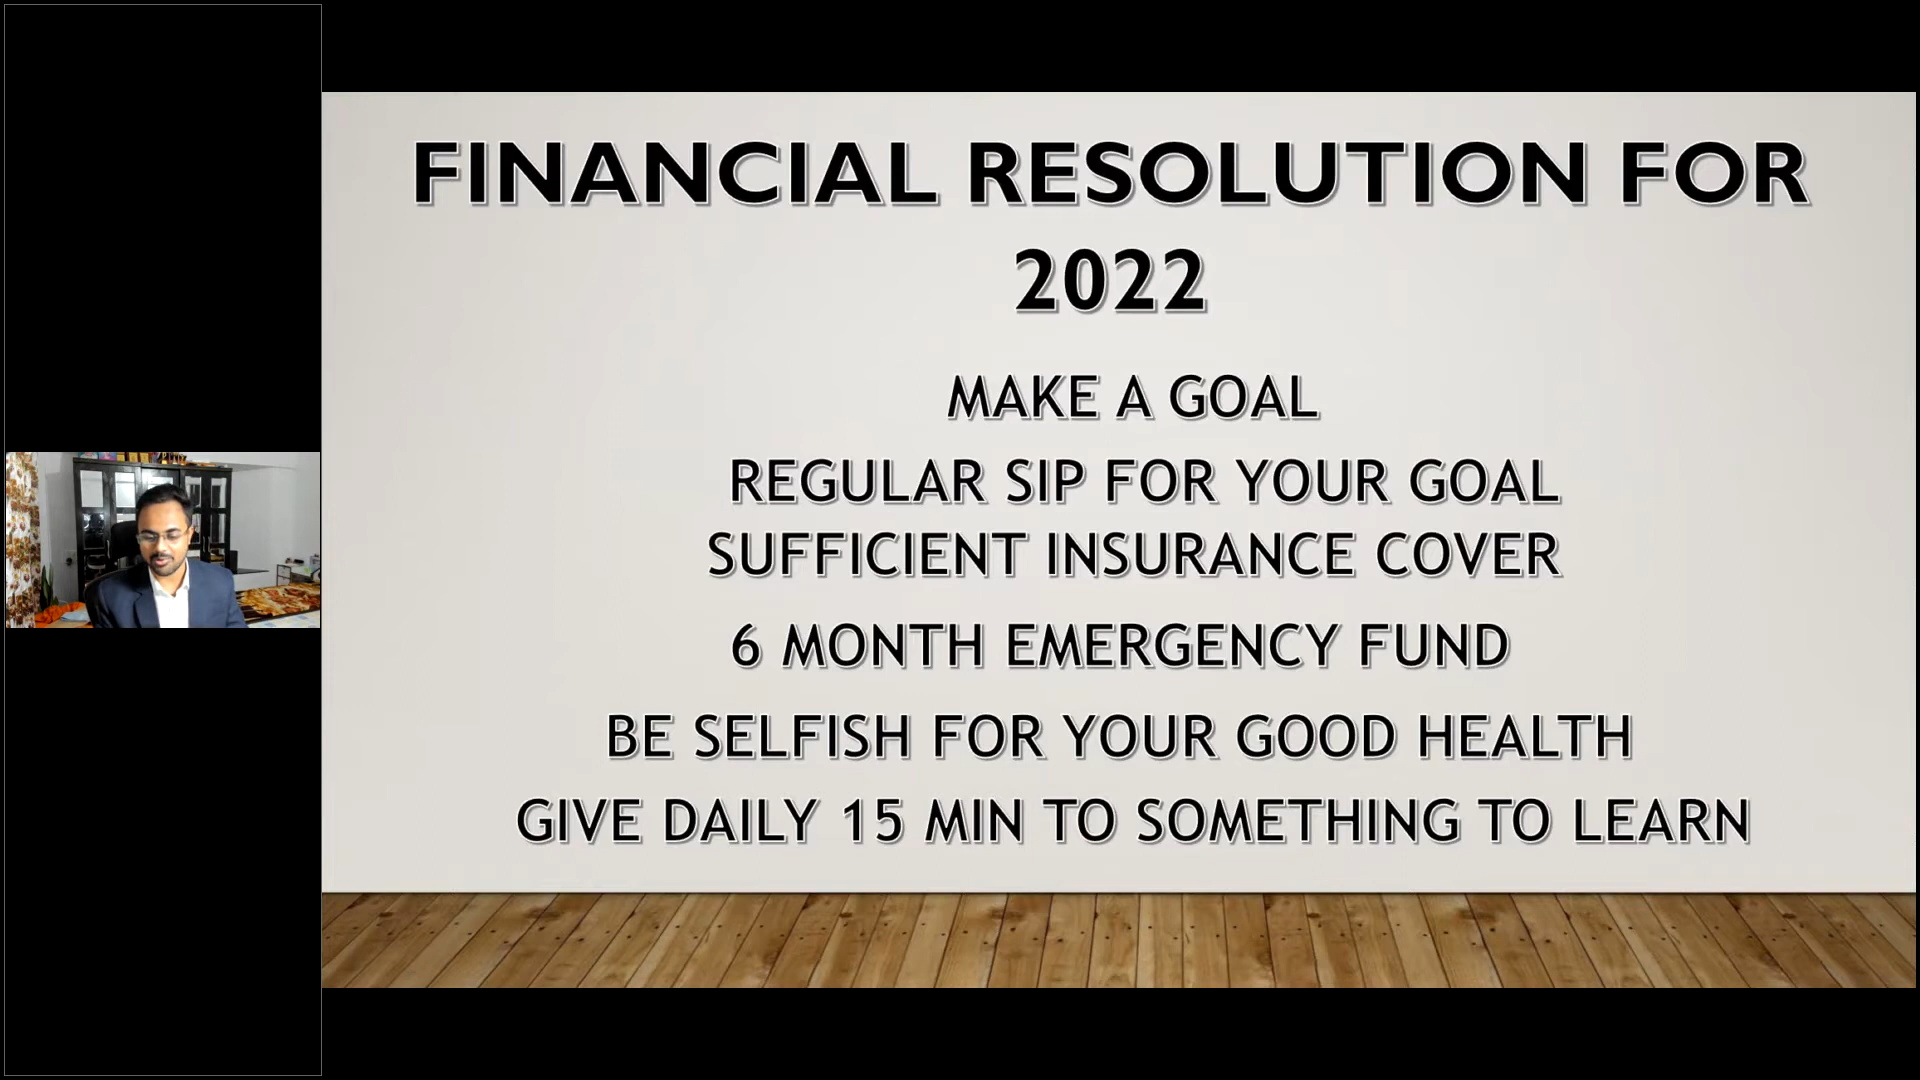 FINANCIAL RESOLUTION FOR
2022
MAKE A GOAL
REGULAR SIP FOR YOUR GOAL
SUFFICIENT INSURANCE COVER
6 MONTH EMERGENCY FUND
BE SELFISH FOR YOUR GOOD HEALTH
GIVE DAILY 15 MIN TO SOMETHING TO LEARN